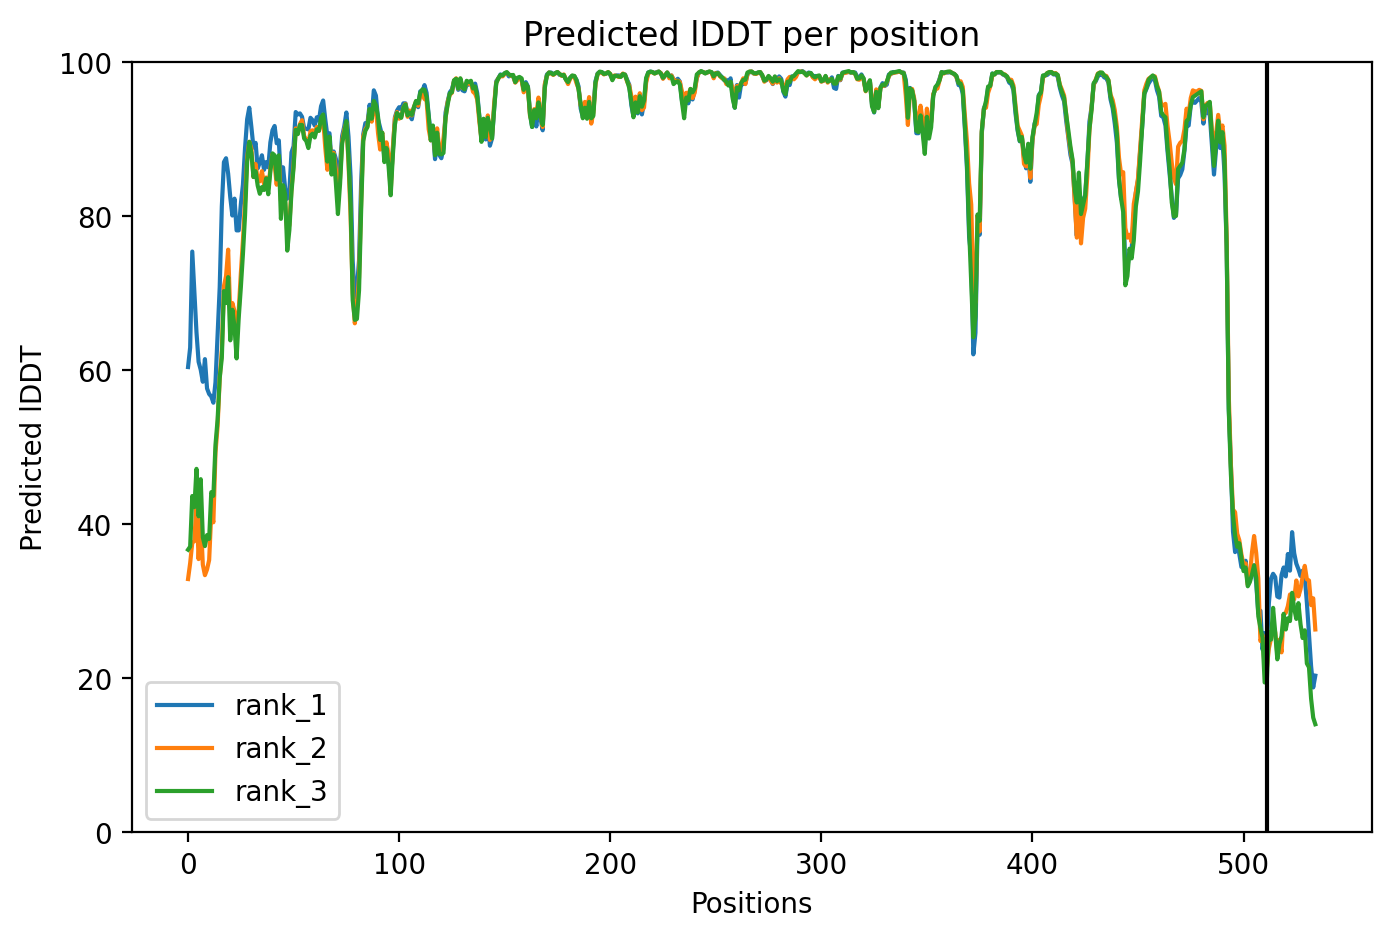 Predicted lDDT per position
100
80
60
40
20
0
Predicted lDDT
rank_1
rank_2
rank_3
0 100 200 300 400 500
Positions